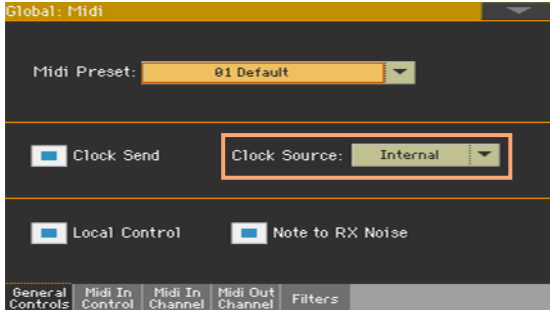 Global: Midi
Midi Preset: 01 Default
Clock Send Clock Source: Internal
Local Control Note to RX Noise
General Controls Midi In Control Midi In Channel Midi Out Channel Filters